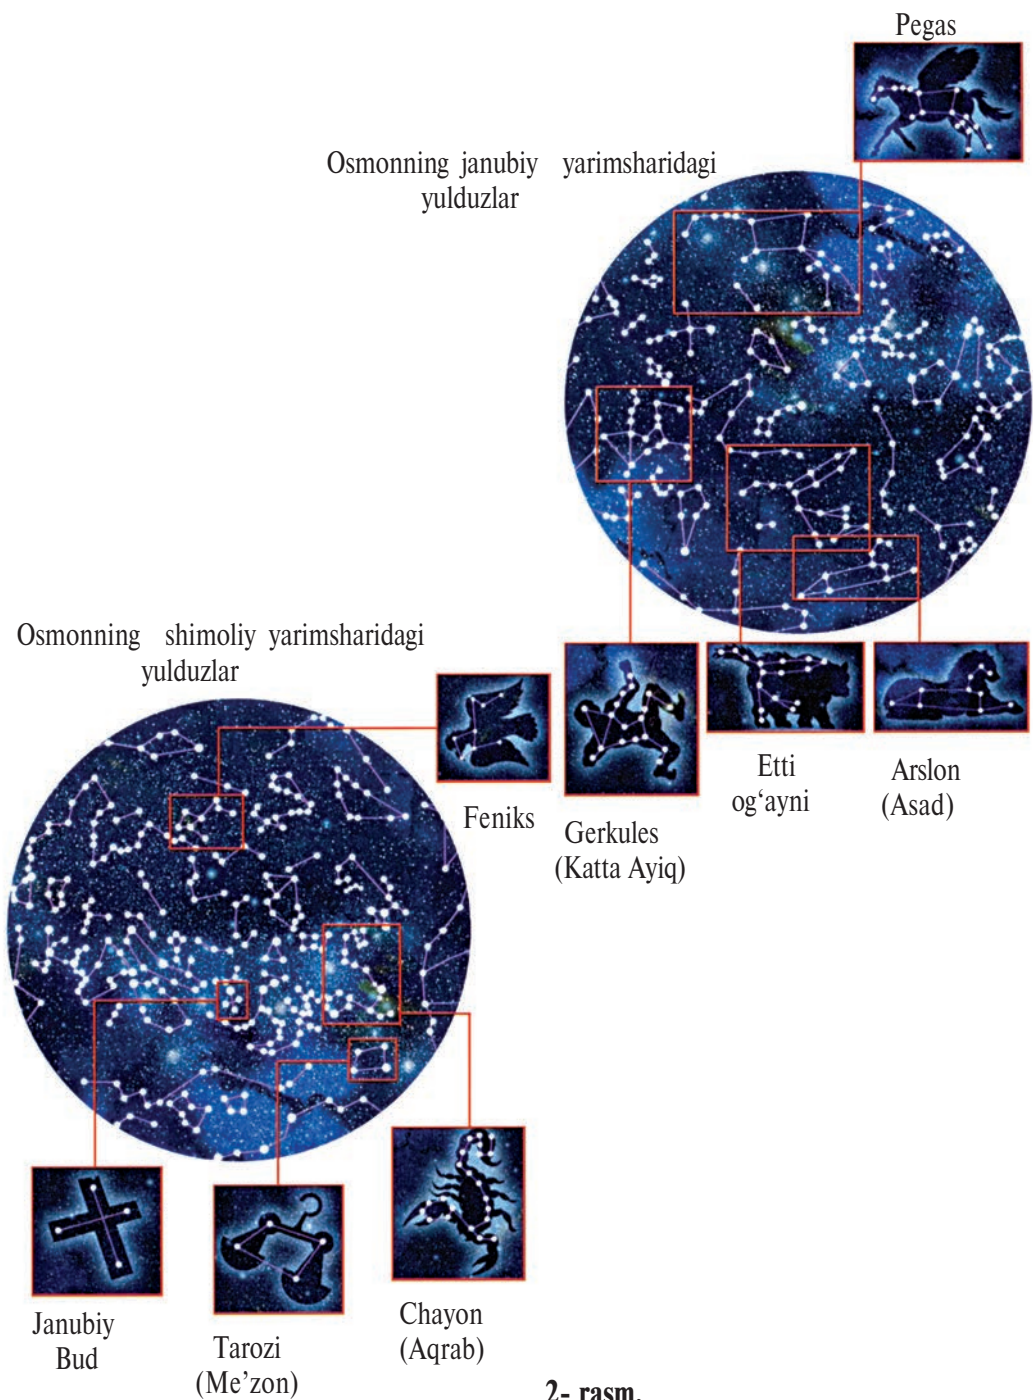 Pegas
Osmonning janubiy yarimsharidagi
yulduzlar
Osmonning shimoliy yarimsharidagi
yulduzlar
Feniks
Gerkules
(Katta Ayiq)
Etti
og‘ayni
Arslon
(Asad)
Janubiy
Bud
Tarozi
(Me’zon)
Chayon
(Aqrab)
2- rasm.